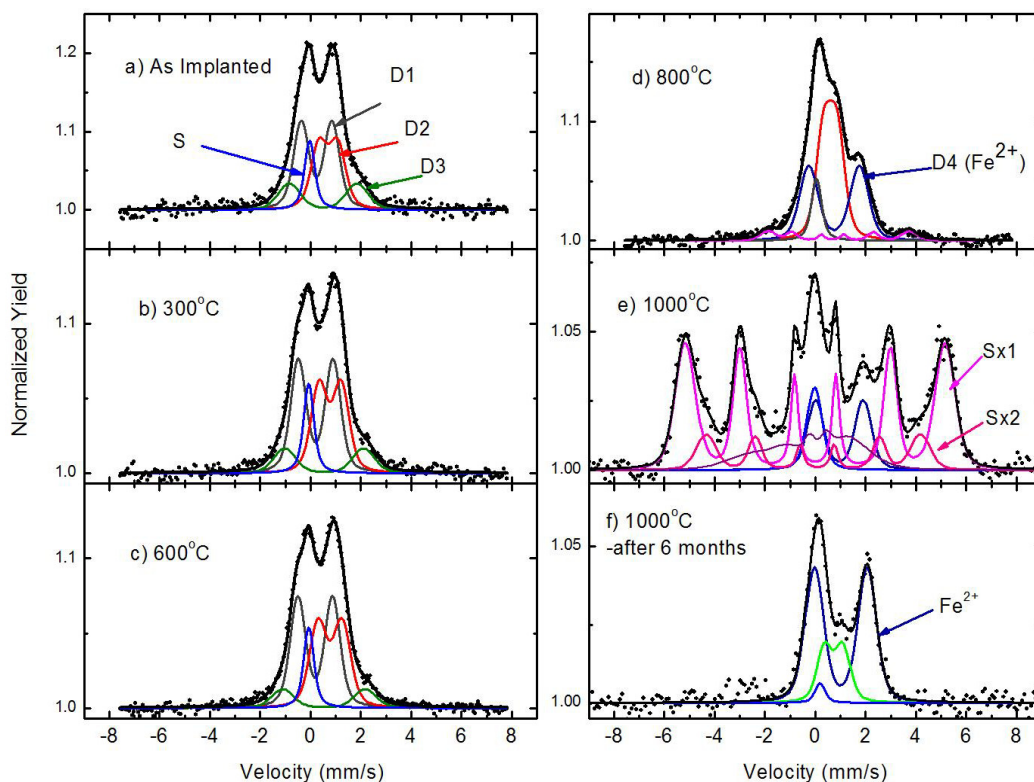 Normalized Yield
a) As Implanted
S
D1
D2
D3
1.2
1.1
1.0
b) 300°C
1.1
1.0
c) 600°C
1.1
1.0
-8 -6 -4 -2 0 2 4 6 8
Velocity (mm/s)
d) 800°C
D4 (Fe²⁺)
1.1
1.0
e) 1000°C
Sx1
Sx2
1.05
1.00
f) 1000°C
-after 6 months
Fe²⁺
1.05
1.00
-8 -6 -4 -2 0 2 4 6 8
Velocity (mm/s)